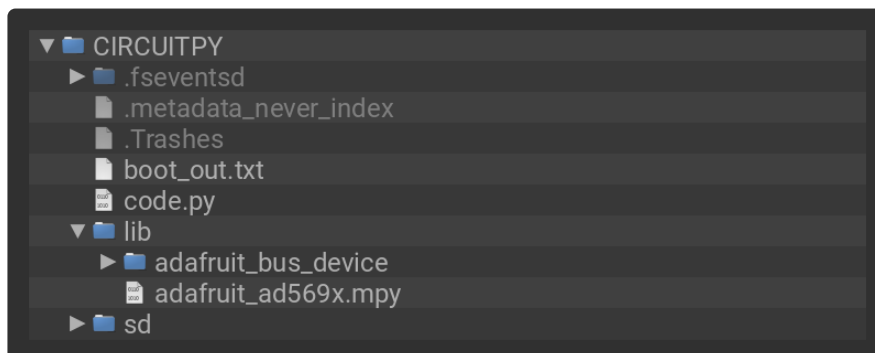 CIRCUITPY
.fseventsd
.metadata_never_index
.Trashes
boot_out.txt
code.py
lib
adafruit_bus_device
adafruit_ad569x.mpy
sd